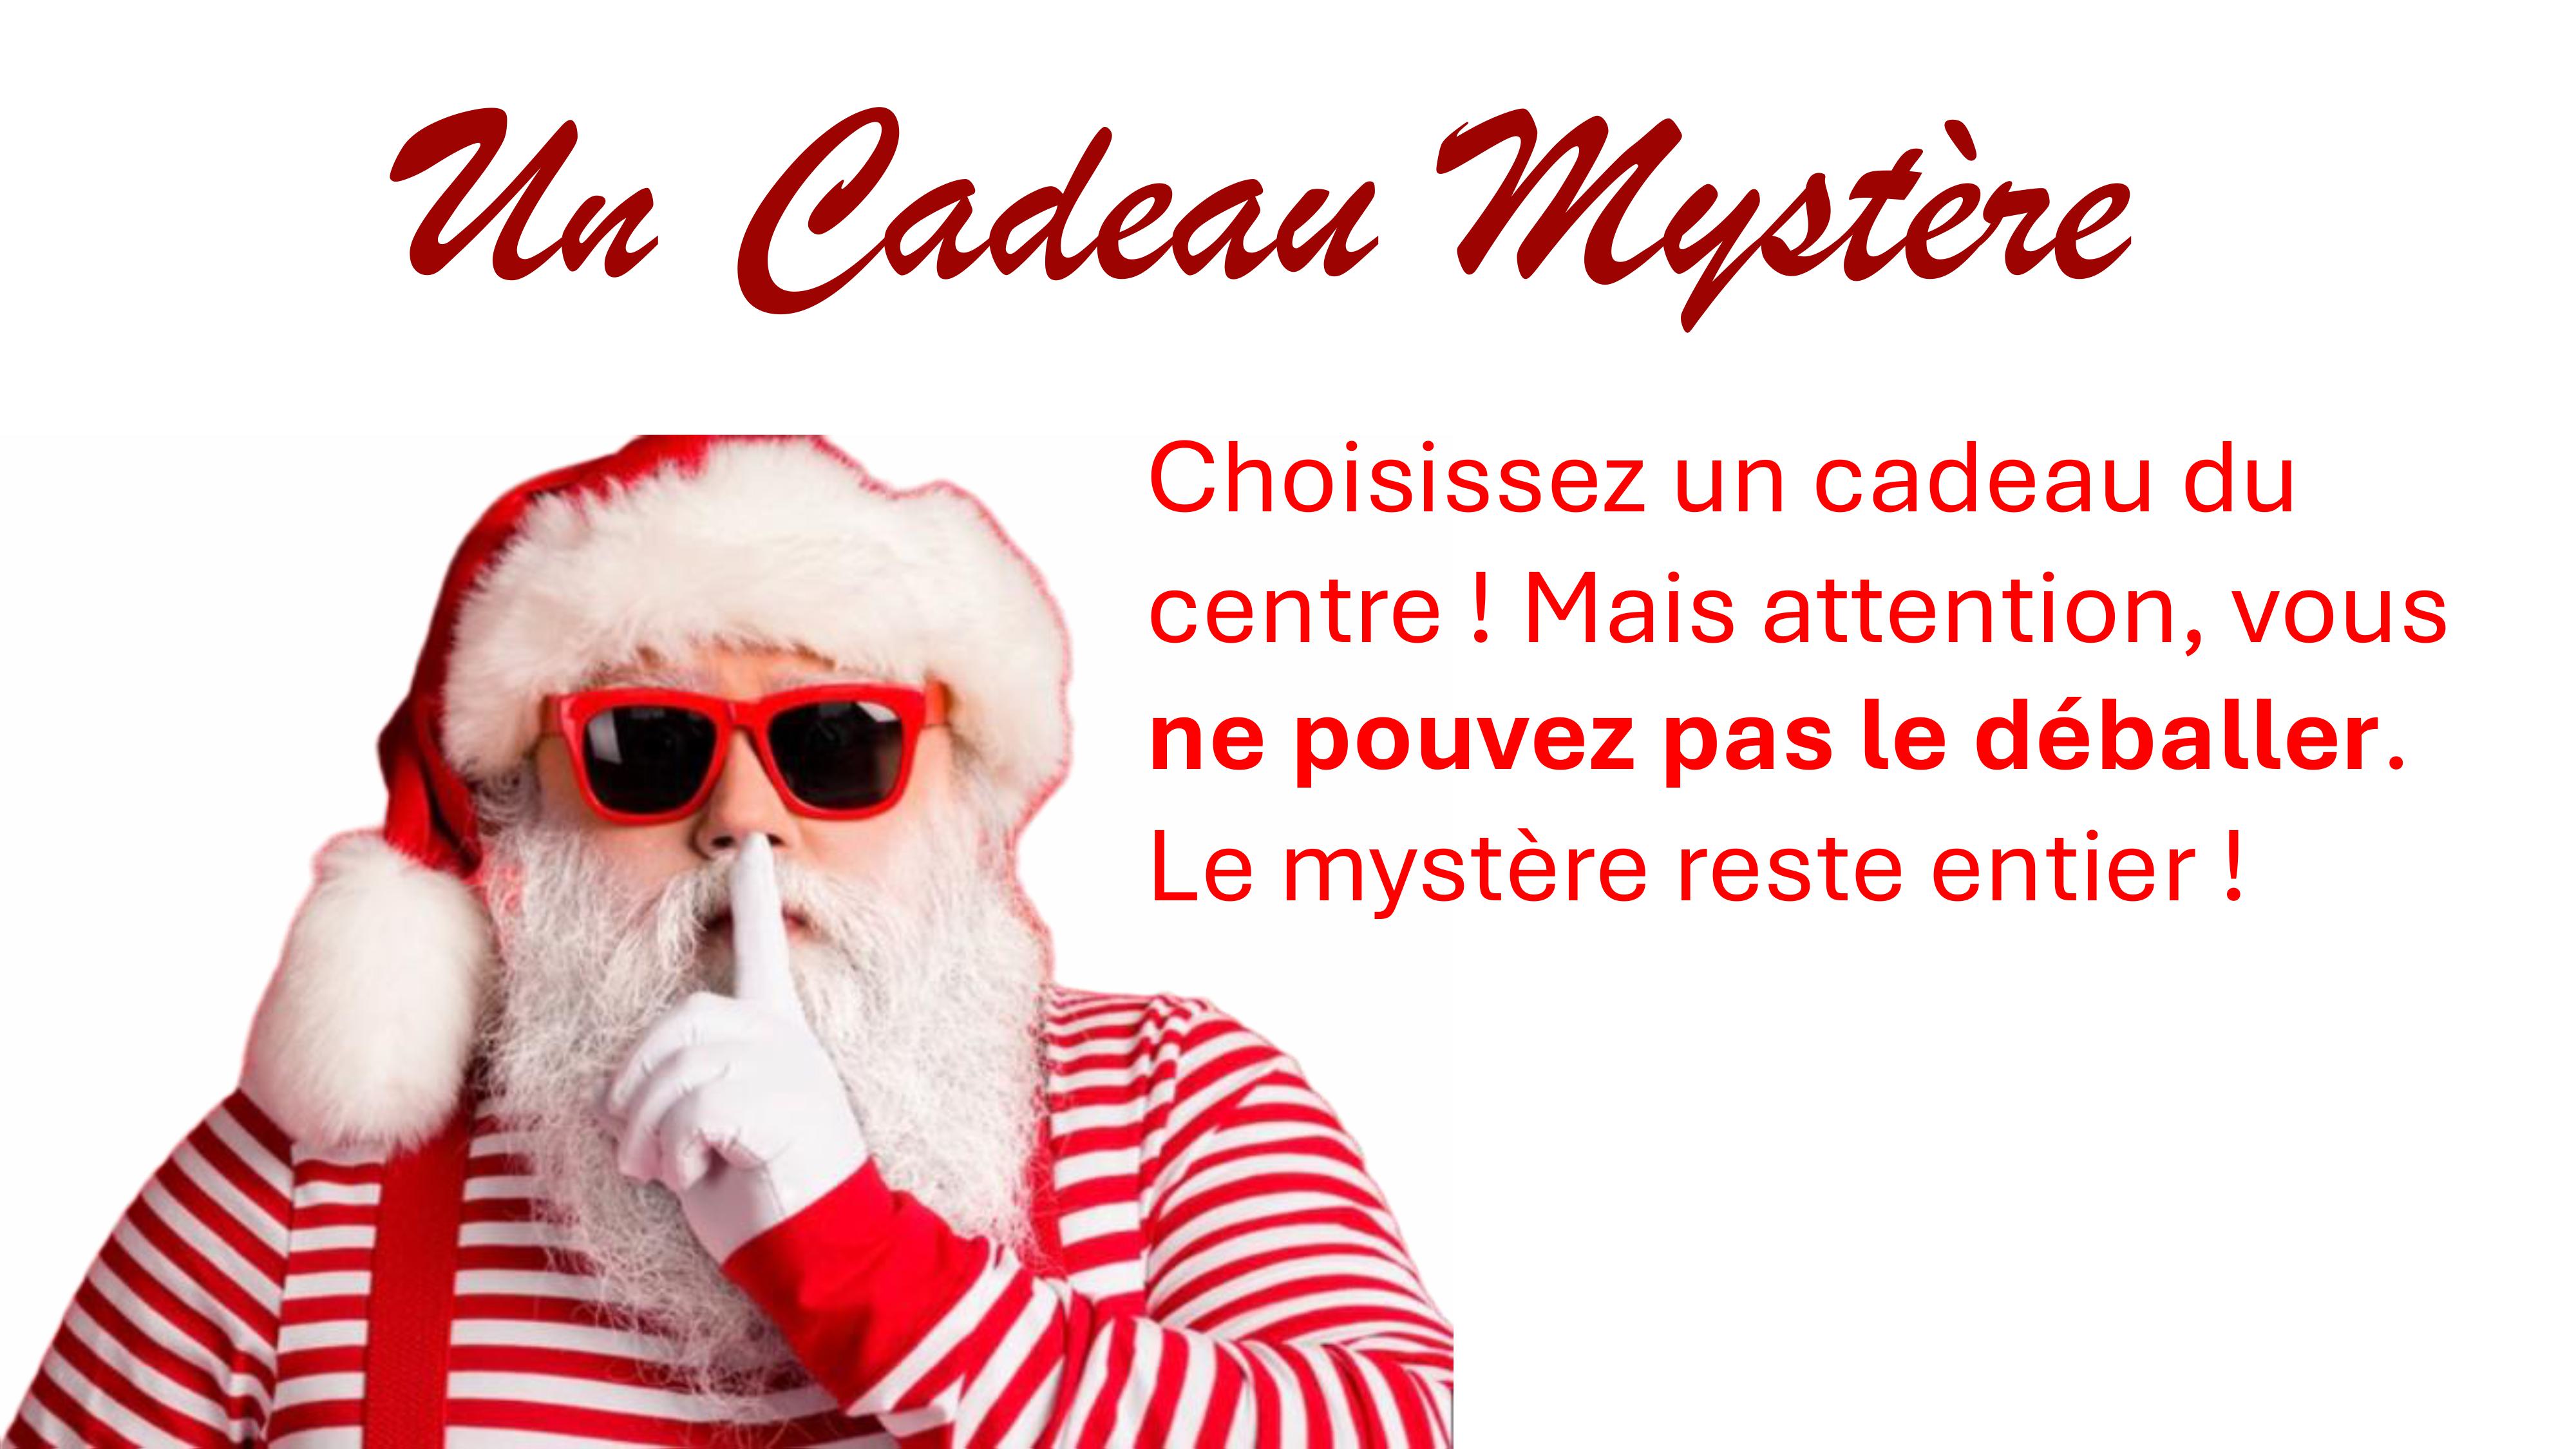 Un Cadeau Mystère
Choisissez un cadeau du
centre ! Mais attention, vous
ne pouvez pas le déballer.
Le mystère reste entier !